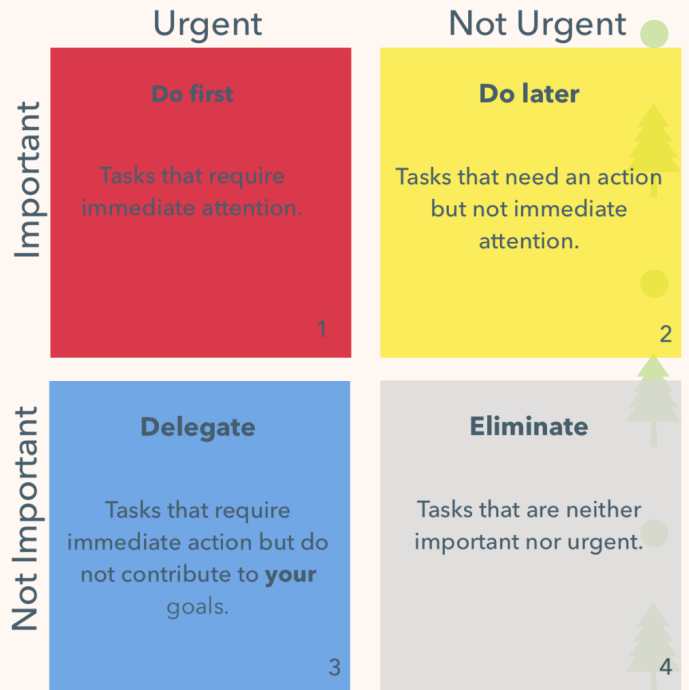 Urgent
Not Urgent
Important
Do first
Tasks that require
immediate attention.
1
Do later
Tasks that need an action
but not immediate
attention.
2
Not Important
Delegate
Tasks that require
immediate action but do
not contribute to your
goals.
3
Eliminate
Tasks that are neither
important nor urgent.
4